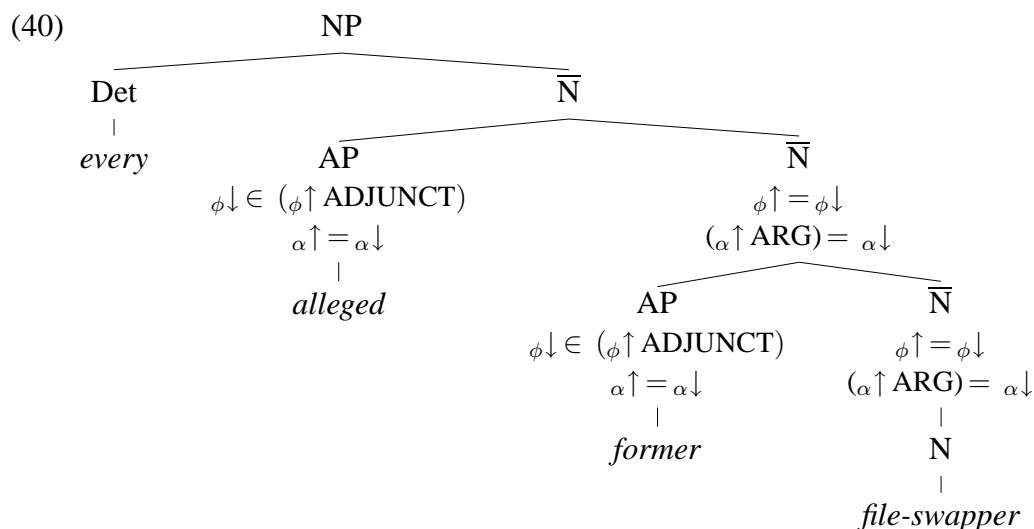 (40) NP
Det N̅
every AP N̅
ϕ↓ ∈ (ϕ↑ ADJUNCT) ϕ↑ = ϕ↓
α↑ = α↓ (α↑ ARG) = α↓
alleged AP N̅
ϕ↓ ∈ (ϕ↑ ADJUNCT) ϕ↑ = ϕ↓
α↑ = α↓ (α↑ ARG) = α↓
former N
file-swapper